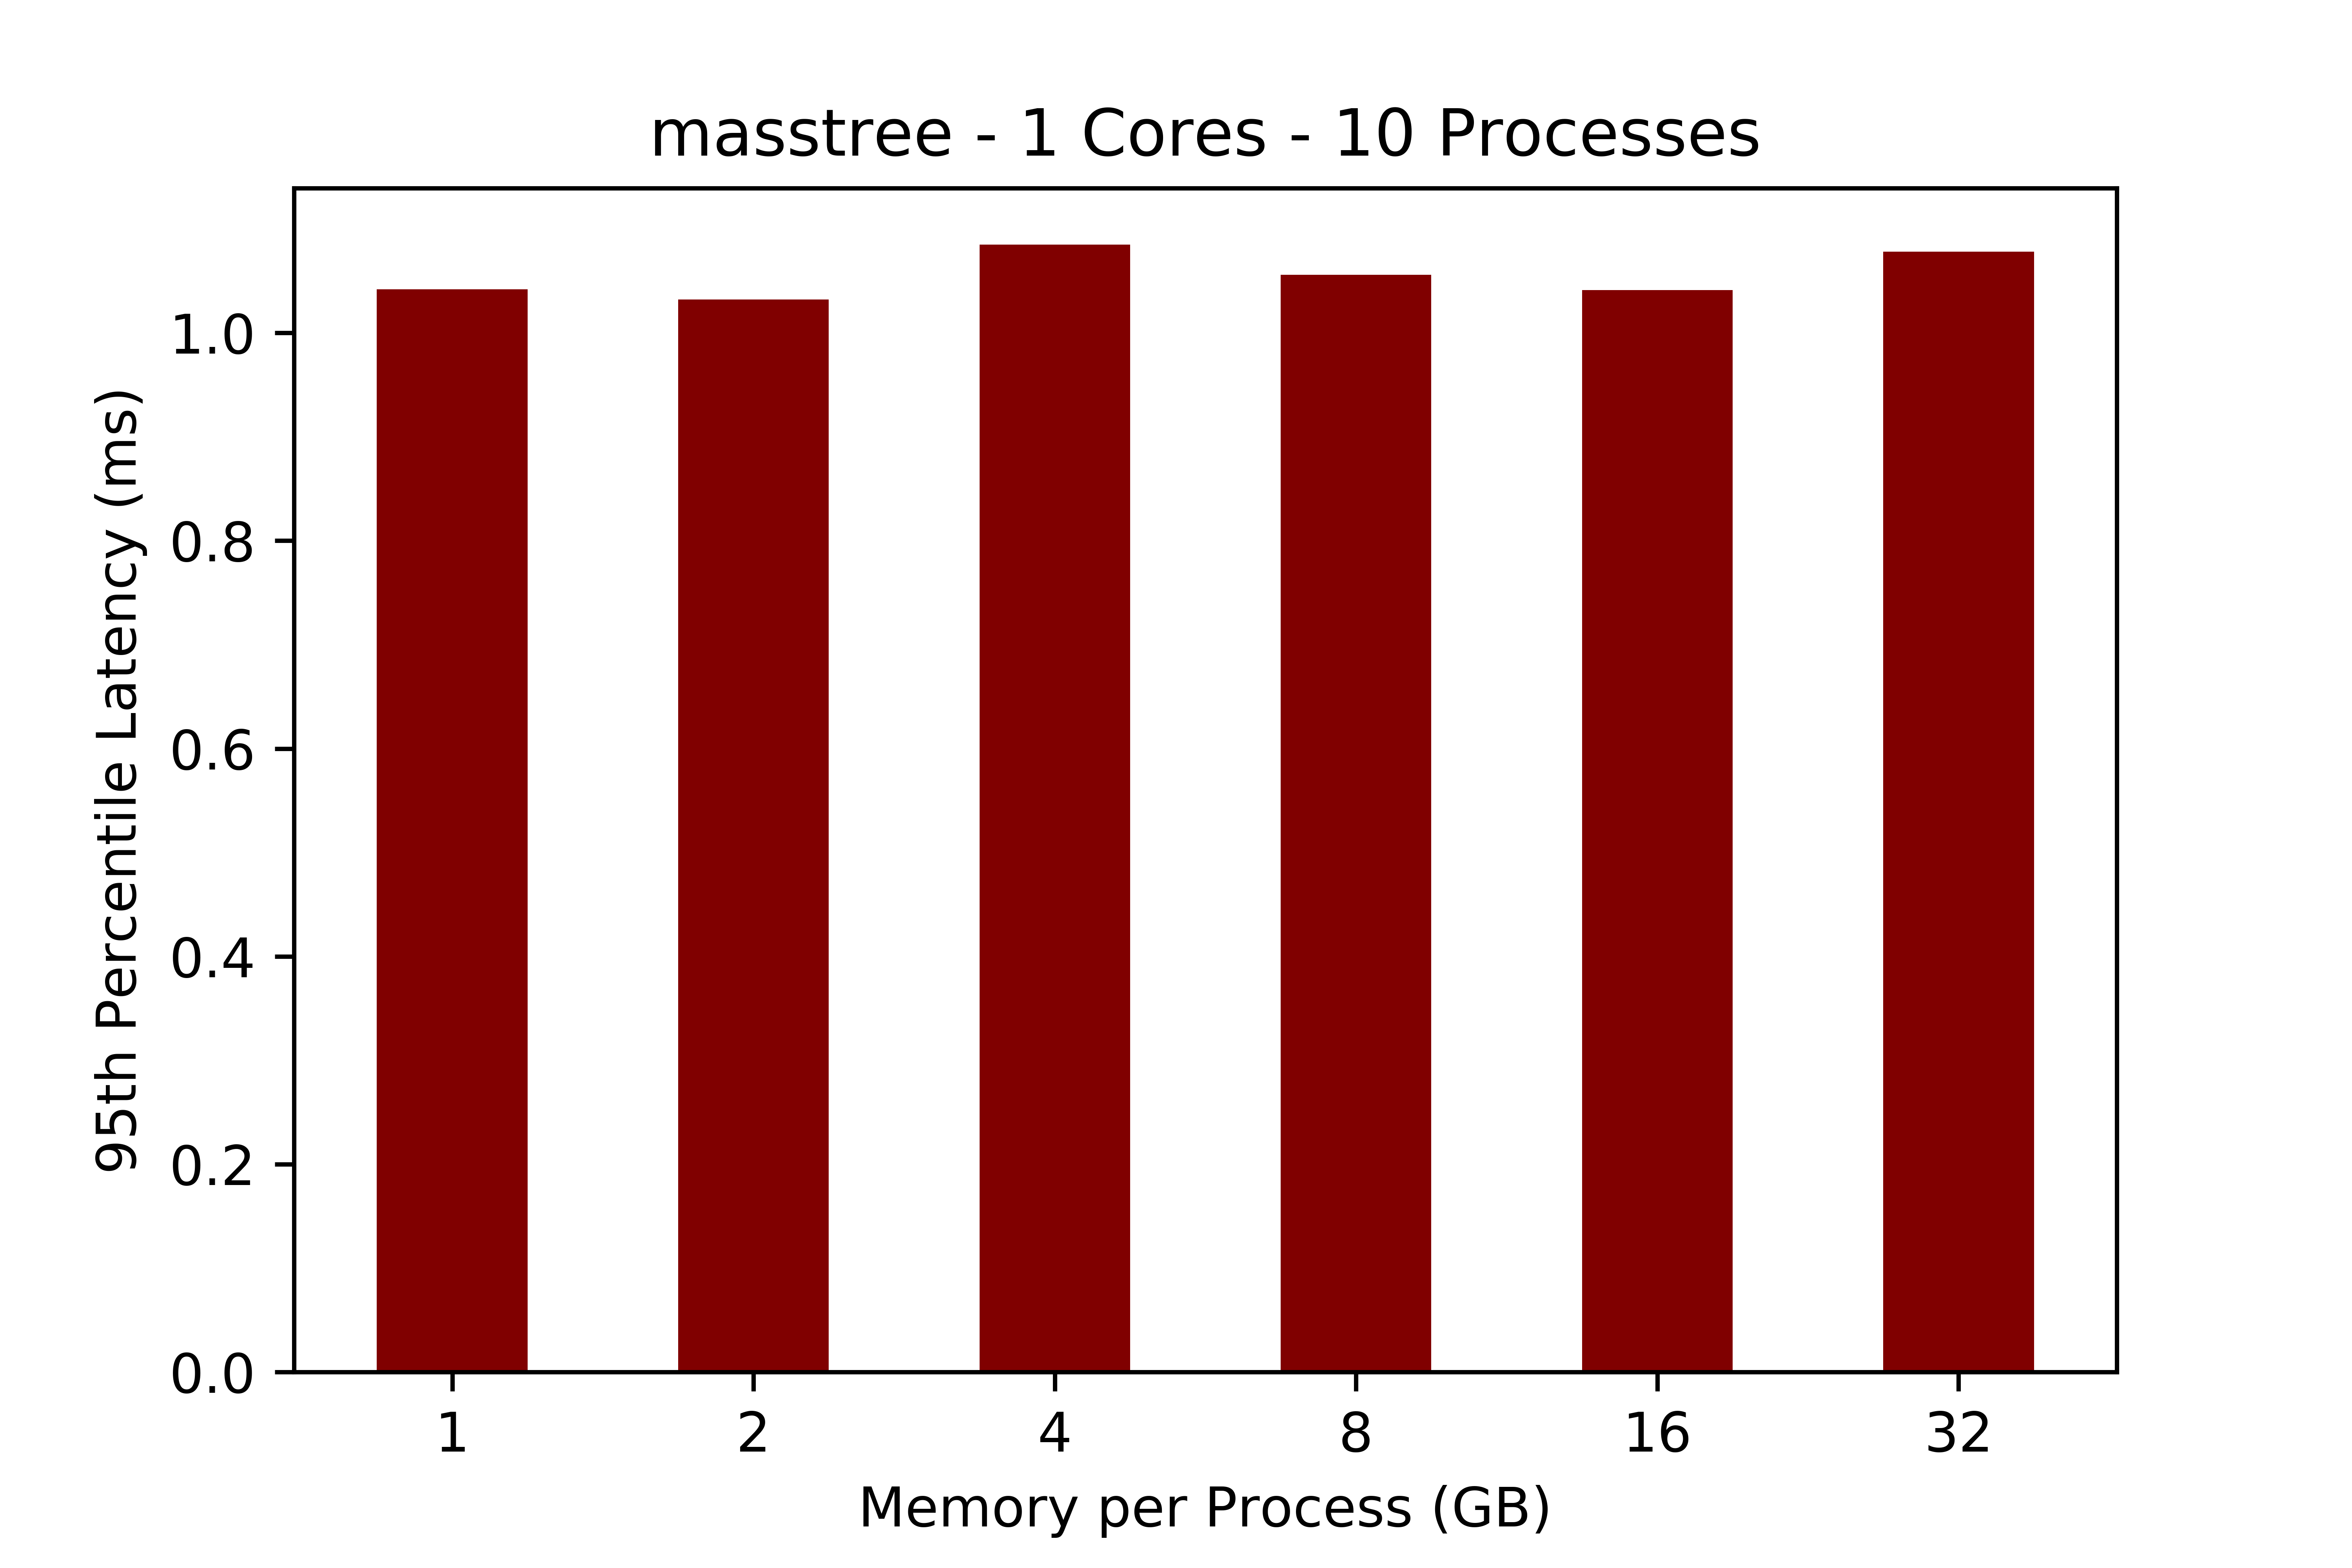 masstree - 1 Cores - 10 Processes
95th Percentile Latency (ms)
1.0
0.8
0.6
0.4
0.2
0.0
1 2 4 8 16 32
Memory per Process (GB)